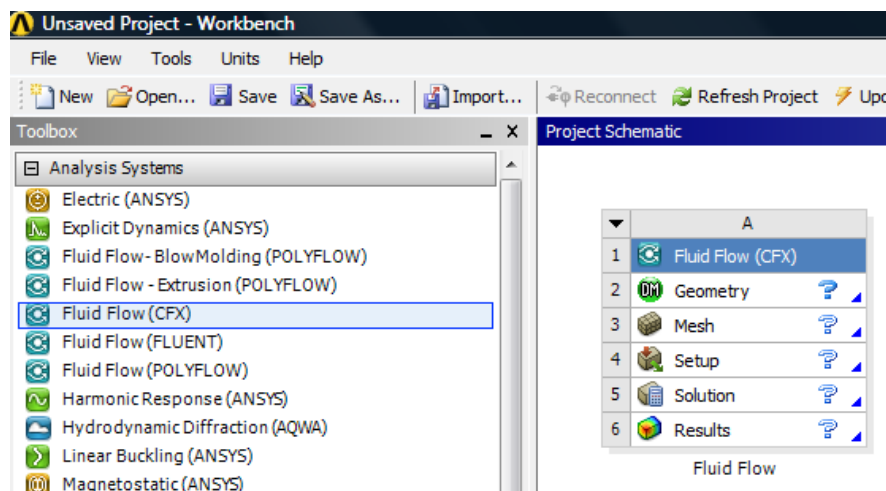 Unsaved Project - Workbench
File View Tools Units Help
New Open... Save Save As... Import... Reconnect Refresh Project Upd
Toolbox
Project Schematic
Analysis Systems
Electric (ANSYS)
Explicit Dynamics (ANSYS)
Fluid Flow- BlowMolding (POLYFLOW)
Fluid Flow - Extrusion (POLYFLOW)
Fluid Flow (CFX)
Fluid Flow (FLUENT)
Fluid Flow (POLYFLOW)
Harmonic Response (ANSYS)
Hydrodynamic Diffraction (AQWA)
Linear Buckling (ANSYS)
Magnetostatic (ANSYS)
A
1 Fluid Flow (CFX)
2 DM Geometry ?
3 Mesh ?
4 Setup ?
5 Solution ?
6 Results ?
Fluid Flow